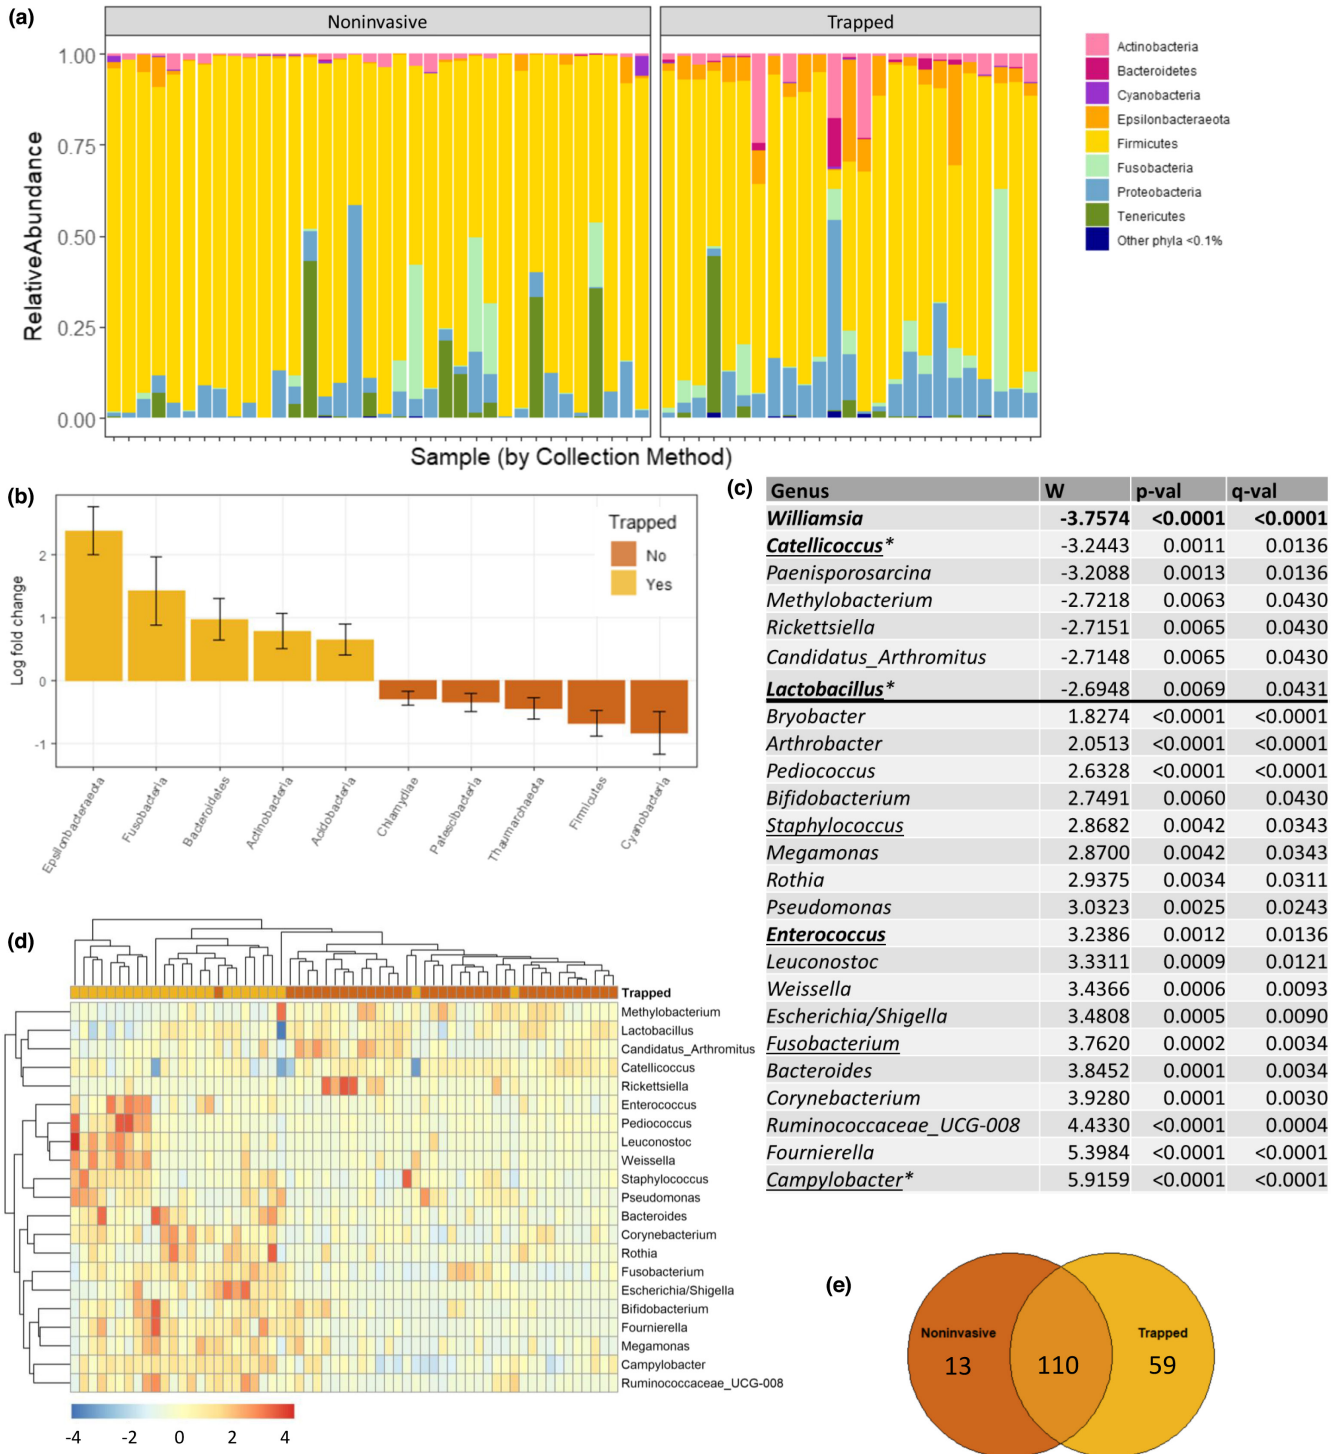 (a)
Noninvasive
Trapped
1.00
0.75
0.50
0.25
0.00
RelativeAbundance
Sample (by Collection Method)
Actinobacteria
Bacteroidetes
Cyanobacteria
Epsilonbacteraeota
Firmicutes
Fusobacteria
Proteobacteria
Tenericutes
Other phyla <0.1%
(b)
Log fold change
2
1
0
-1
Trapped
No
Yes
Epsilonbacteraeota
Fusobacteria
Bacteroidetes
Actinobacteria
Acidobacteria
Chlamydiae
Patescibacteria
Thaumarchaeota
Firmicutes
Cyanobacteria
(c)
Genus W p-val q-val
Williamsia -3.7574 <0.0001 <0.0001
Catellicoccus* -3.2443 0.0011 0.0136
Paenisporosarcina -3.2088 0.0013 0.0136
Methylobacterium -2.7218 0.0063 0.0430
Rickettsiella -2.7151 0.0065 0.0430
Candidatus_Arthromitus -2.7148 0.0065 0.0430
Lactobacillus* -2.6948 0.0069 0.0431
Bryobacter 1.8274 <0.0001 <0.0001
Arthrobacter 2.0513 <0.0001 <0.0001
Pediococcus 2.6328 <0.0001 <0.0001
Bifidobacterium 2.7491 0.0060 0.0430
Staphylococcus 2.8682 0.0042 0.0343
Megamonas 2.8700 0.0042 0.0343
Rothia 2.9375 0.0034 0.0311
Pseudomonas 3.0323 0.0025 0.0243
Enterococcus 3.2386 0.0012 0.0136
Leuconostoc 3.3311 0.0009 0.0121
Weissella 3.4366 0.0006 0.0093
Escherichia/Shigella 3.4808 0.0005 0.0090
Fusobacterium 3.7620 0.0002 0.0034
Bacteroides 3.8452 0.0001 0.0034
Corynebacterium 3.9280 0.0001 0.0030
Ruminococcaceae_UCG-008 4.4330 <0.0001 0.0004
Fournierella 5.3984 <0.0001 <0.0001
Campylobacter* 5.9159 <0.0001 <0.0001
(d)
Trapped
Methylobacterium
Lactobacillus
Candidatus_Arthromitus
Catellicoccus
Rickettsiella
Enterococcus
Pediococcus
Leuconostoc
Weissella
Staphylococcus
Pseudomonas
Bacteroides
Corynebacterium
Rothia
Fusobacterium
Escherichia/Shigella
Bifidobacterium
Fournierella
Megamonas
Campylobacter
Ruminococcaceae_UCG-008
-4 -2 0 2 4
(e)
Noninvasive
13
110
Trapped
59